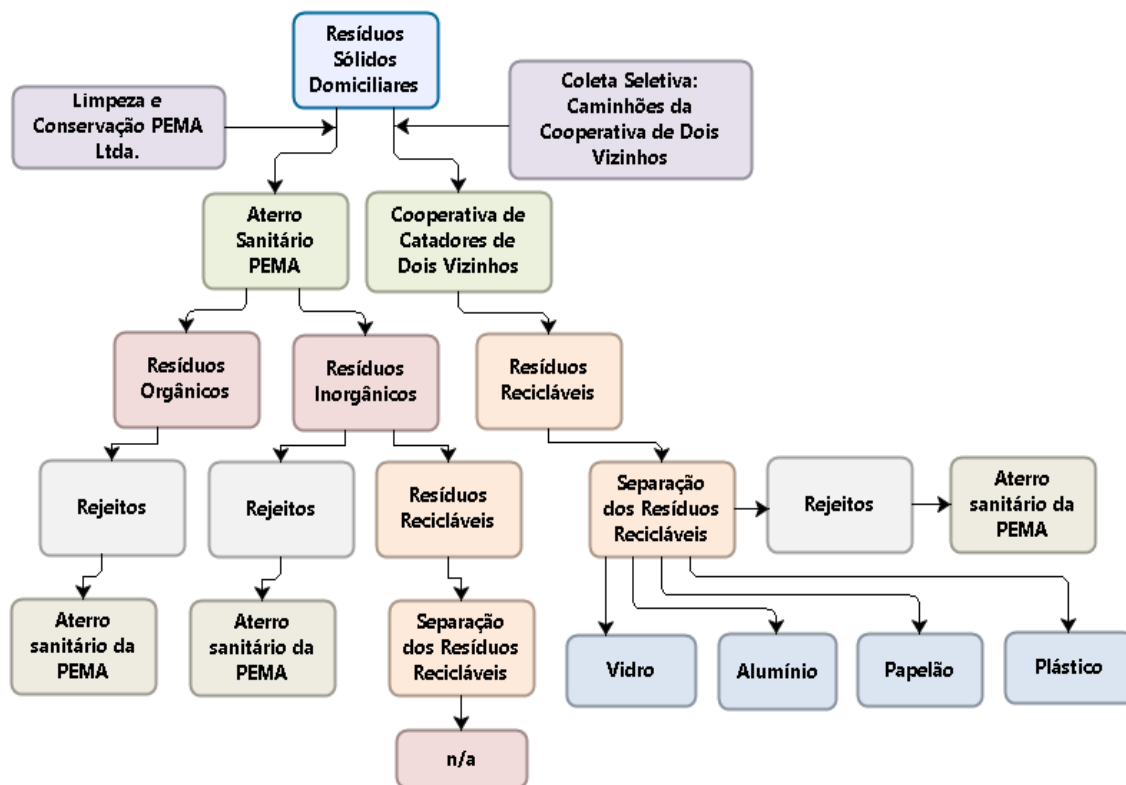 Resíduos
Sólidos
Domiciliares
Limpeza e
Conservação PEMA
Ltda.
Coleta Seletiva:
Caminhões da
Cooperativa de Dois
Vizinhos
Aterro
Sanitário
PEMA
Cooperativa de
Catadores de
Dois Vizinhos
Resíduos
Orgânicos
Resíduos
Inorgânicos
Resíduos
Recicláveis
Rejeitos
Rejeitos
Resíduos
Recicláveis
Separação
dos Resíduos
Recicláveis
Rejeitos
Aterro
sanitário da
PEMA
Aterro
sanitário da
PEMA
Aterro
sanitário da
PEMA
Separação
dos Resíduos
Recicláveis
Vidro
Alumínio
Papelão
Plástico
n/a